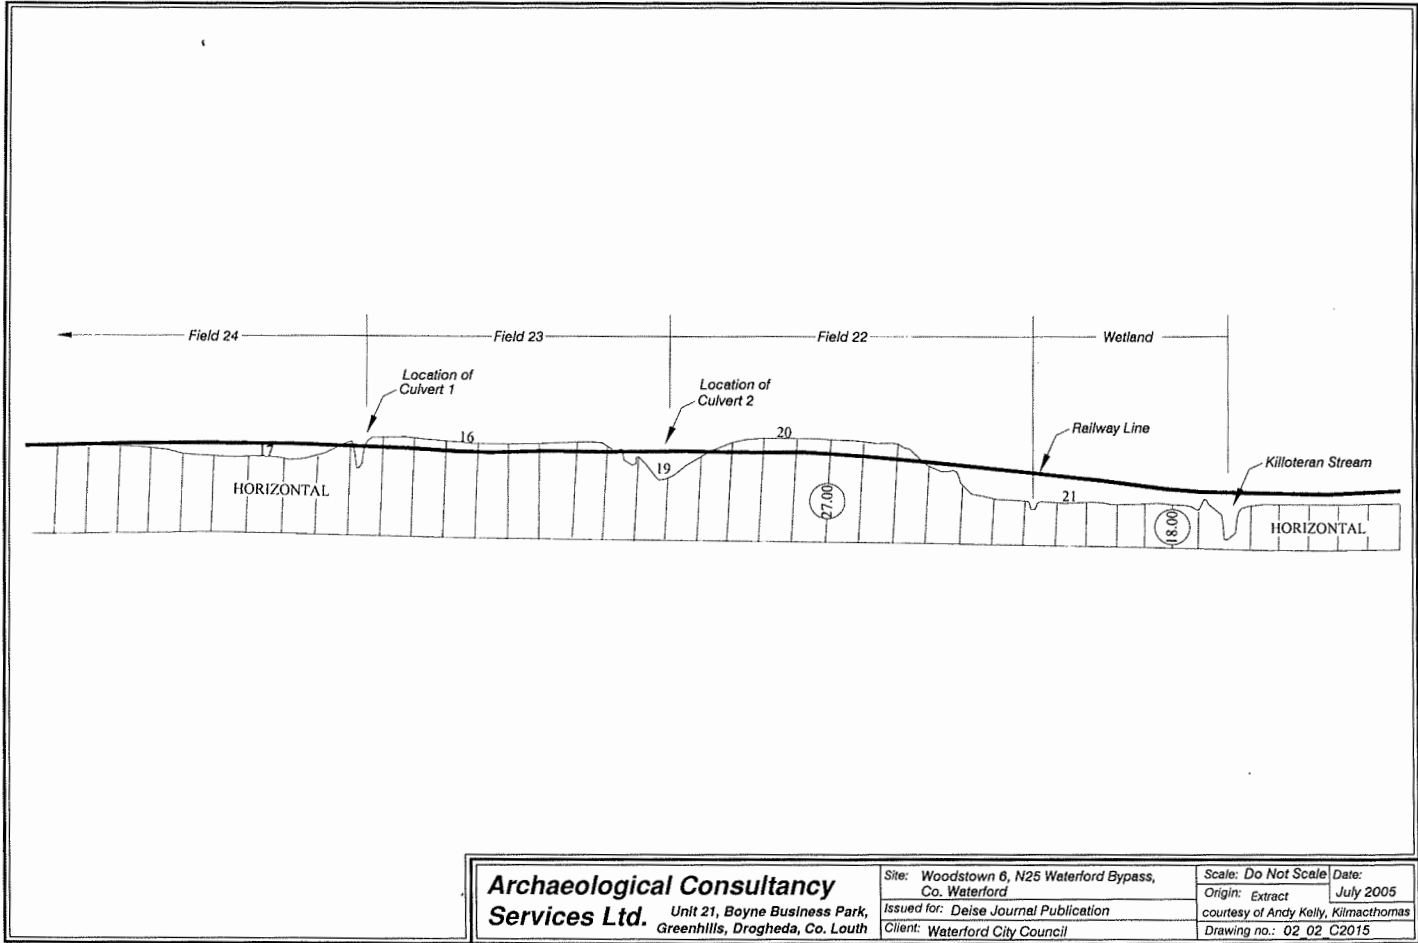 Field 24
Field 23
Field 22
Wetland
Location of
Culvert 1
Location of
Culvert 2
Railway Line
Killoteran Stream
16
17
19
20
21
HORIZONTAL
27.00
18.00
HORIZONTAL
Archaeological Consultancy
Services Ltd. Unit 21, Boyne Business Park,
Greenhills, Drogheda, Co. Louth
Site: Woodstown 6, N25 Waterford Bypass,
Co. Waterford
Issued for: Deise Journal Publication
Client: Waterford City Council
Scale: Do Not Scale
Date:
July 2005
Origin: Extract
courtesy of Andy Kelly, Kilmacthomas
Drawing no.: 02_02_C2015